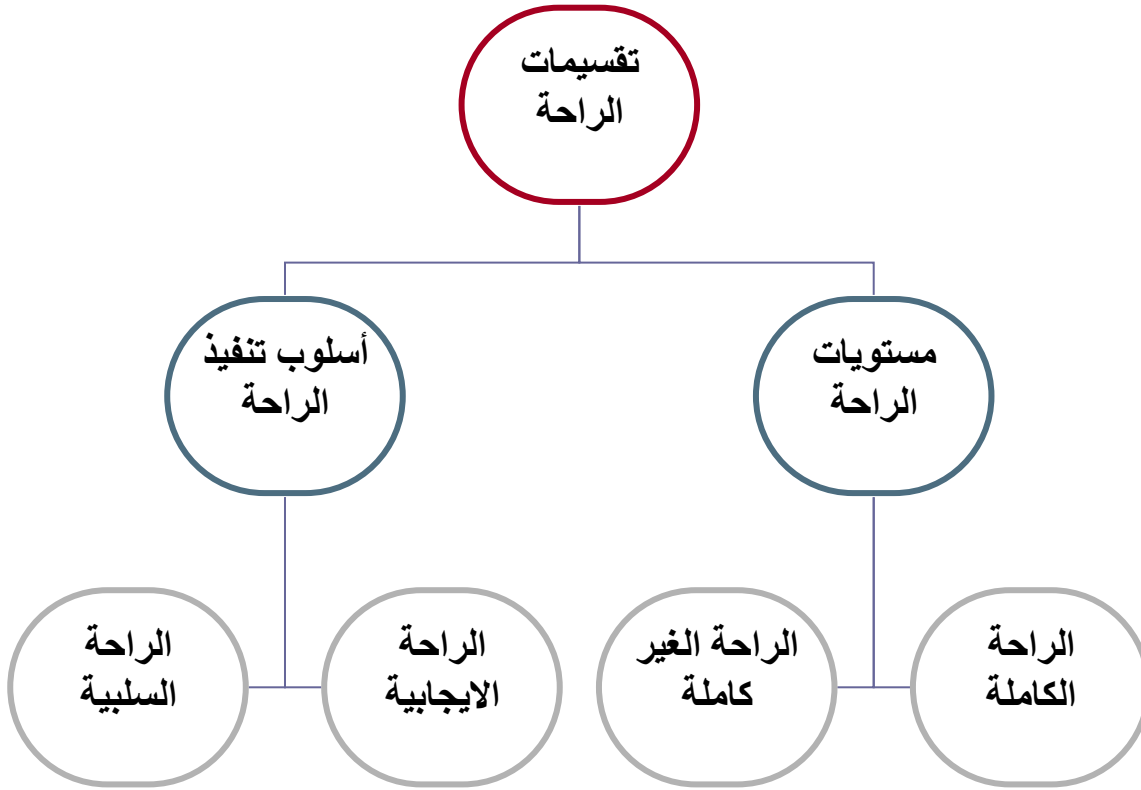 تقسيمات
الراحة
مستويات
الراحة
أسلوب تنفيذ
الراحة
الراحة
الكاملة
الراحة الغير
كاملة
الراحة
الايجابية
الراحة
السلبية